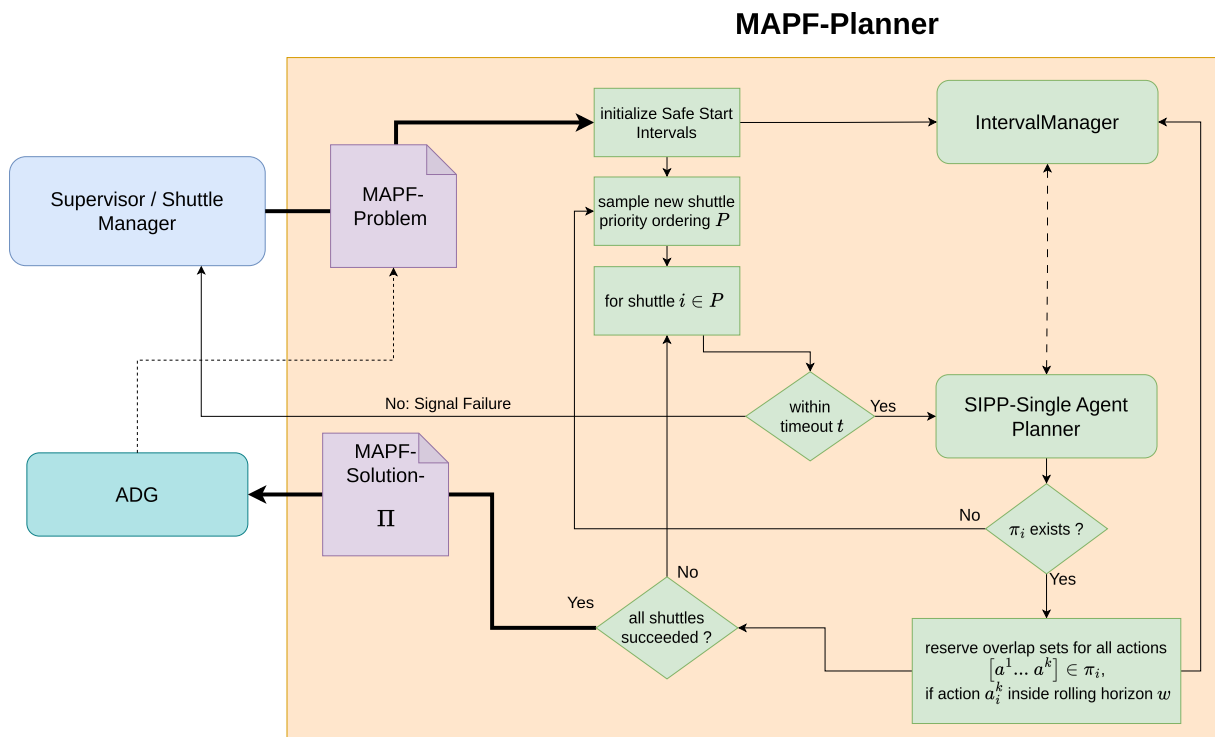 MAPF-Planner
initialize Safe Start
Intervals
IntervalManager
Supervisor / Shuttle
Manager
MAPF-
Problem
sample new shuttle
priority ordering P
for shuttle i ∈ P
No: Signal Failure
within
timeout t
Yes
SIPP-Single Agent
Planner
MAPF-
Solution-
Π
ADG
No
π_i exists ?
Yes
No
Yes
all shuttles
succeeded ?
reserve overlap sets for all actions
[a^1... a^k] ∈ π_i,
if action a_i^k inside rolling horizon w